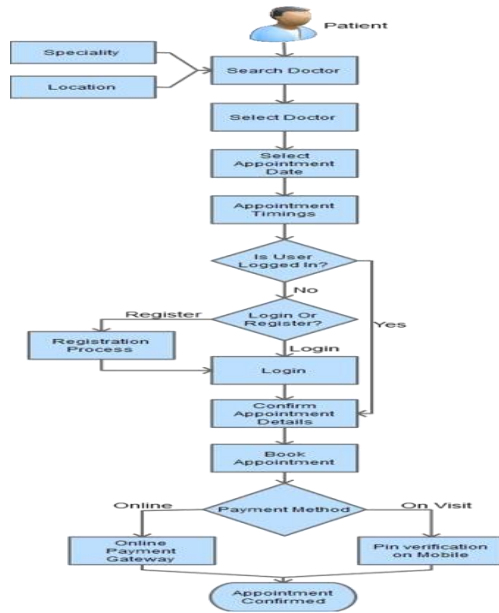 Patient
Speciality
Search Doctor
Location
Select Doctor
Select
Appointment
Date
Appointment
Timings
Is User
Logged In?
No
Yes
Register
Login Or
Register?
Registration
Process
Login
Login
Confirm
Appointment
Details
Book
Appointment
Online
Payment Method
On Visit
Online
Payment
Gateway
Pin verification
on Mobile
Appointment
Confirmed